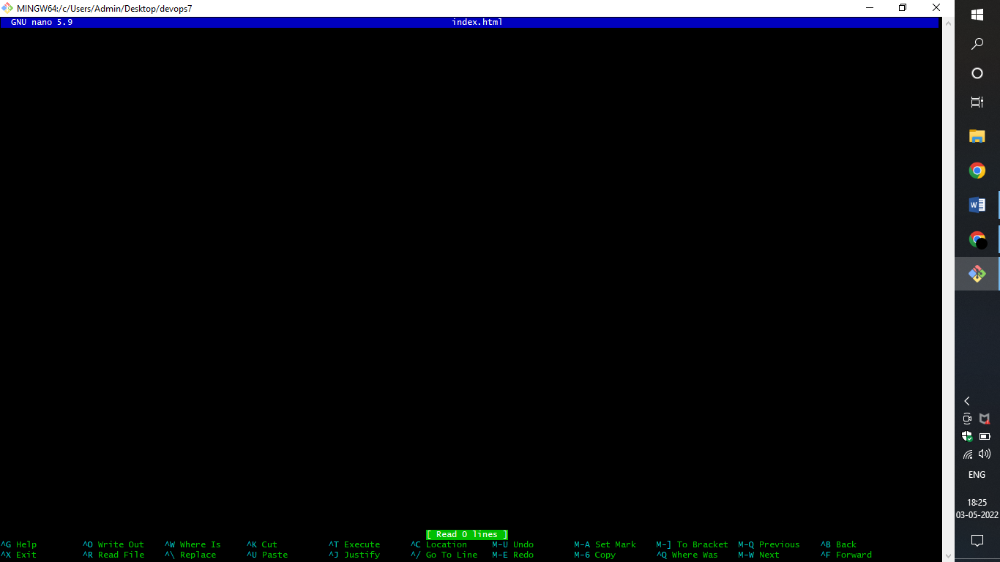 MINGW64:/c/Users/Admin/Desktop/devops7
GNU nano 5.9 index.html
[ Read 0 lines ]
^G Help ^O Write Out ^W Where Is ^K Cut ^T Execute ^C Location M-U Undo M-A Set Mark M-] To Bracket M-Q Previous ^B Back
^X Exit ^R Read File ^\ Replace ^U Paste ^J Justify ^/ Go To Line M-E Redo M-6 Copy ^Q Where Was M-W Next ^F Forward
W
ENG
18:25
03-05-2022